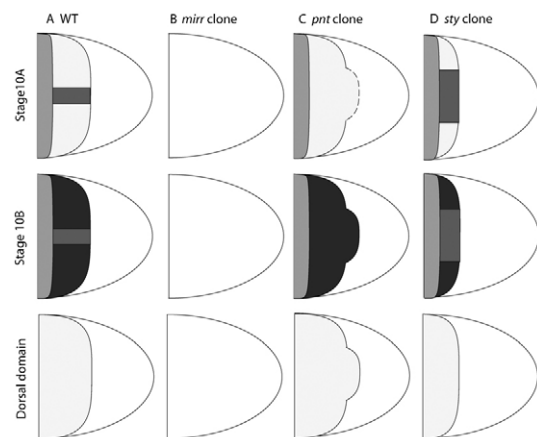 A WT
B mirr clone
C pnt clone
D sty clone
Stage10A
Stage 10B
Dorsal domain